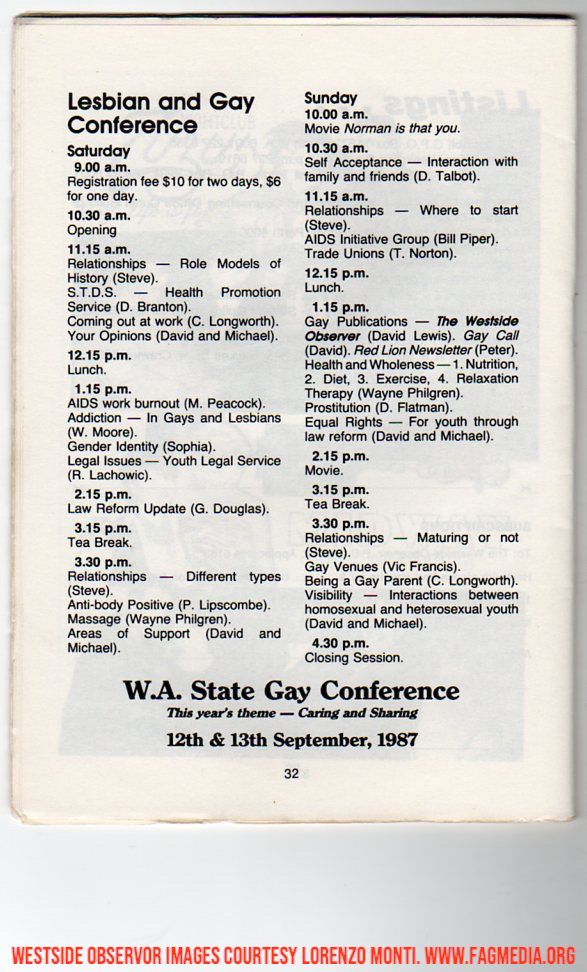 Lesbian and Gay
Conference
Saturday
9.00 a.m.
Registration fee $10 for two days, $6
for one day.
10.30 a.m.
Opening
11.15 a.m.
Relationships — Role Models of
History (Steve).
S.T.D.S. — Health Promotion
Service (D. Branton).
Coming out at work (C. Longworth).
Your Opinions (David and Michael).
12.15 p.m.
Lunch.
1.15 p.m.
AIDS work burnout (M. Peacock).
Addiction — In Gays and Lesbians
(W. Moore).
Gender Identity (Sophia).
Legal Issues — Youth Legal Service
(R. Lachowic).
2.15 p.m.
Law Reform Update (G. Douglas).
3.15 p.m.
Tea Break.
3.30 p.m.
Relationships — Different types
(Steve).
Anti-body Positive (P. Lipscombe).
Massage (Wayne Philgren).
Areas of Support (David and
Michael).
Sunday
10.00 a.m.
Movie Norman is that you.
10.30 a.m.
Self Acceptance — Interaction with
family and friends (D. Talbot).
11.15 a.m.
Relationships — Where to start
(Steve).
AIDS Initiative Group (Bill Piper).
Trade Unions (T. Norton).
12.15 p.m.
Lunch.
1.15 p.m.
Gay Publications — The Westside
Observer (David Lewis). Gay Call
(David). Red Lion Newsletter (Peter).
Health and Wholeness — 1. Nutrition,
2. Diet, 3. Exercise, 4. Relaxation
Therapy (Wayne Philgren).
Prostitution (D. Flatman).
Equal Rights — For youth through
law reform (David and Michael).
2.15 p.m.
Movie.
3.15 p.m.
Tea Break.
3.30 p.m.
Relationships — Maturing or not
(Steve).
Gay Venues (Vic Francis).
Being a Gay Parent (C. Longworth).
Visibility — Interactions between
homosexual and heterosexual youth
(David and Michael).
4.30 p.m.
Closing Session.
W.A. State Gay Conference
This year's theme — Caring and Sharing
12th & 13th September, 1987
32
WESTSIDE OBSERVOR IMAGES COURTESY LORENZO MONTI. WWW.FAGMEDIA.ORG